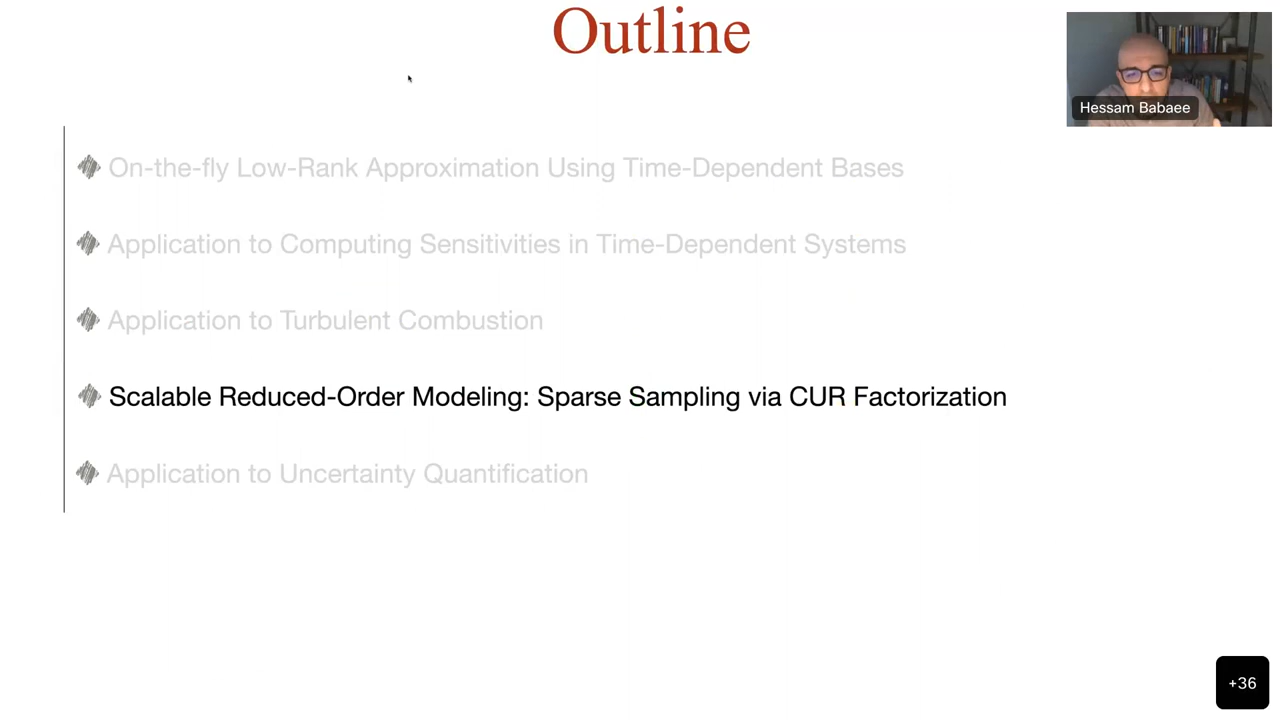 Outline
Hessam Babaee
On-the-fly Low-Rank Approximation Using Time-Dependent Bases
Application to Computing Sensitivities in Time-Dependent Systems
Application to Turbulent Combustion
Scalable Reduced-Order Modeling: Sparse Sampling via CUR Factorization
Application to Uncertainty Quantification
+36